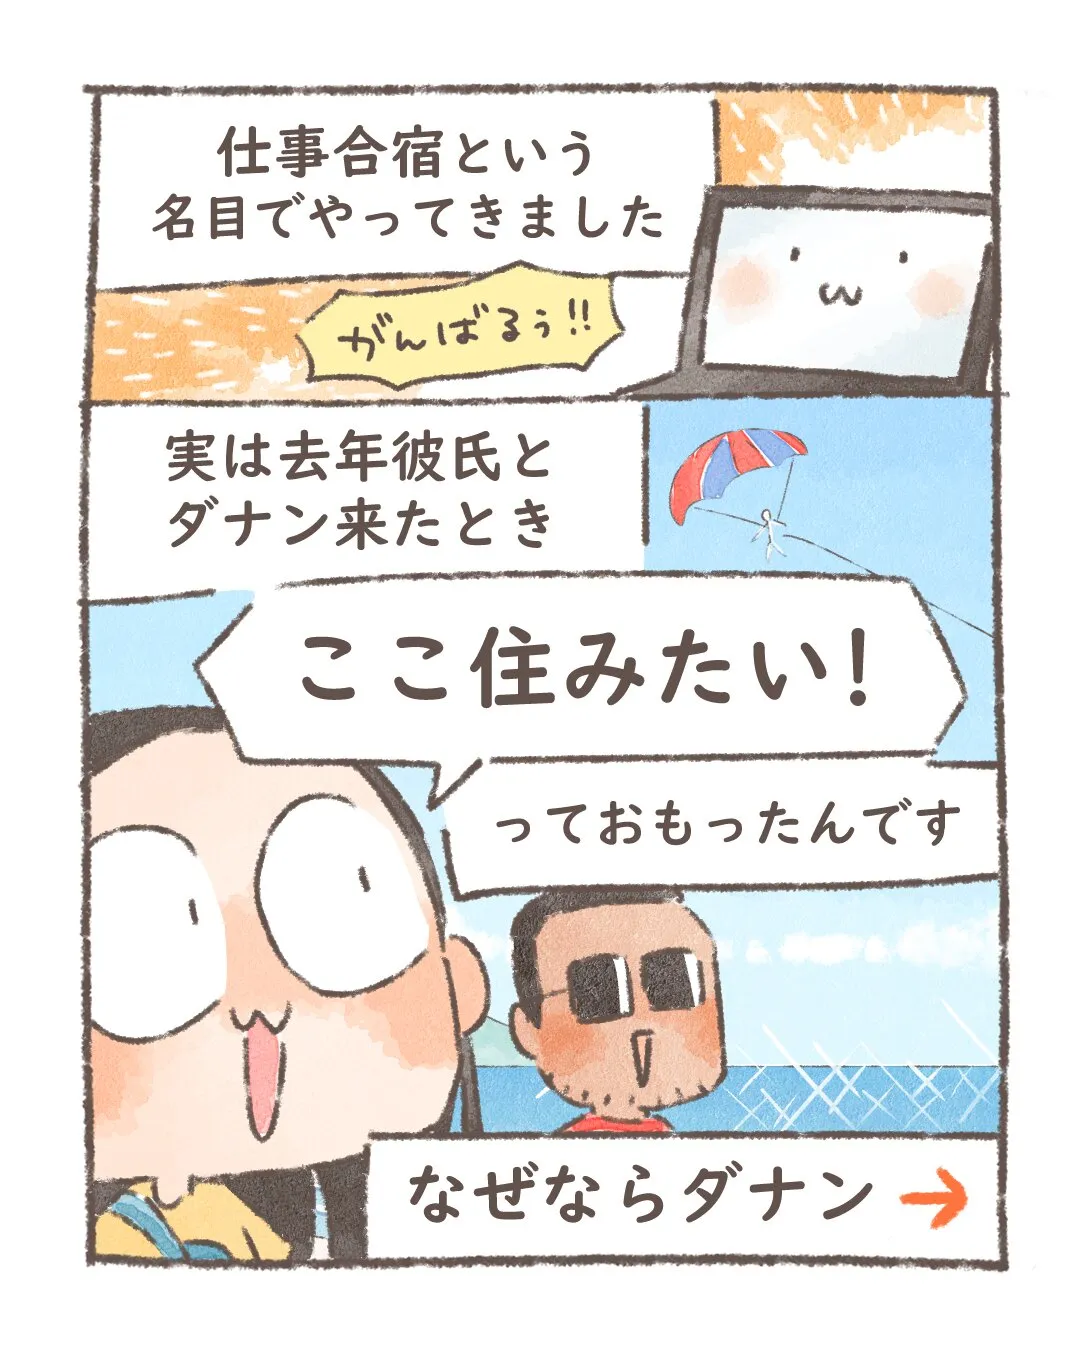 仕事合宿という
名目でやってきました
がんばるぅ!!
実は去年彼氏と
ダナン来たとき
ここ住みたい!
っておもったんです
なぜならダナン→